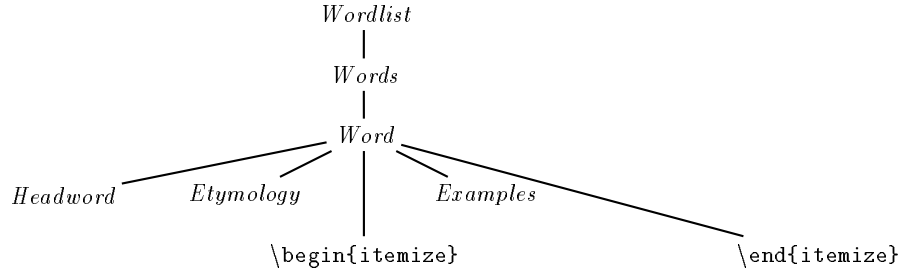 Wordlist
Words
Word
Headword Etymology Examples
\begin{itemize} \end{itemize}